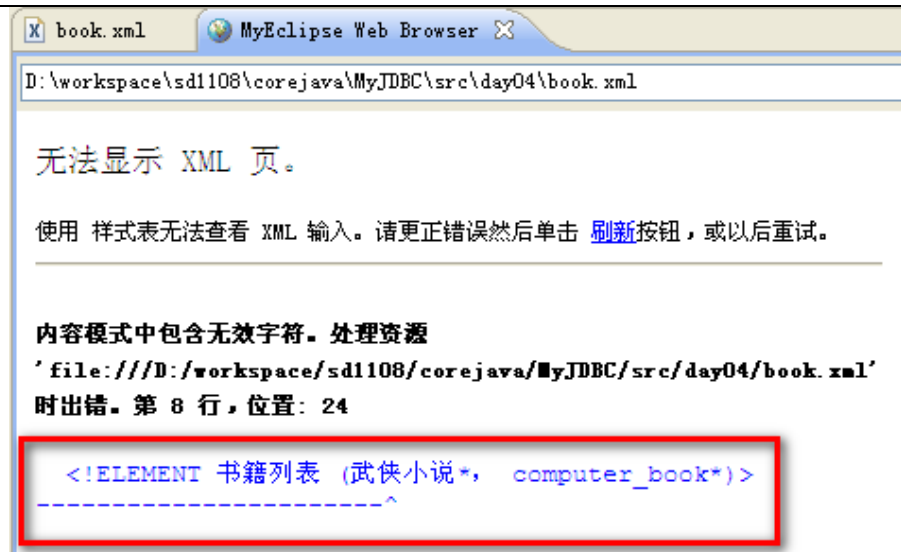 book.xml
MyEclipse Web Browser
D:\workspace\sd1108\corejava\MyJDBC\src\day04\book.xml
无法显示 XML 页。
使用 样式表无法查看 XML 输入。请更正错误然后单击 刷新按钮，或以后重试。
内容模式中包含无效字符。处理资源
'file:///D:/workspace/sd1108/corejava/MyJDBC/src/day04/book.xml'
时出错。第 8 行，位置: 24
<!ELEMENT 书籍列表 (武侠小说*， computer_book*)>
-----------------------^